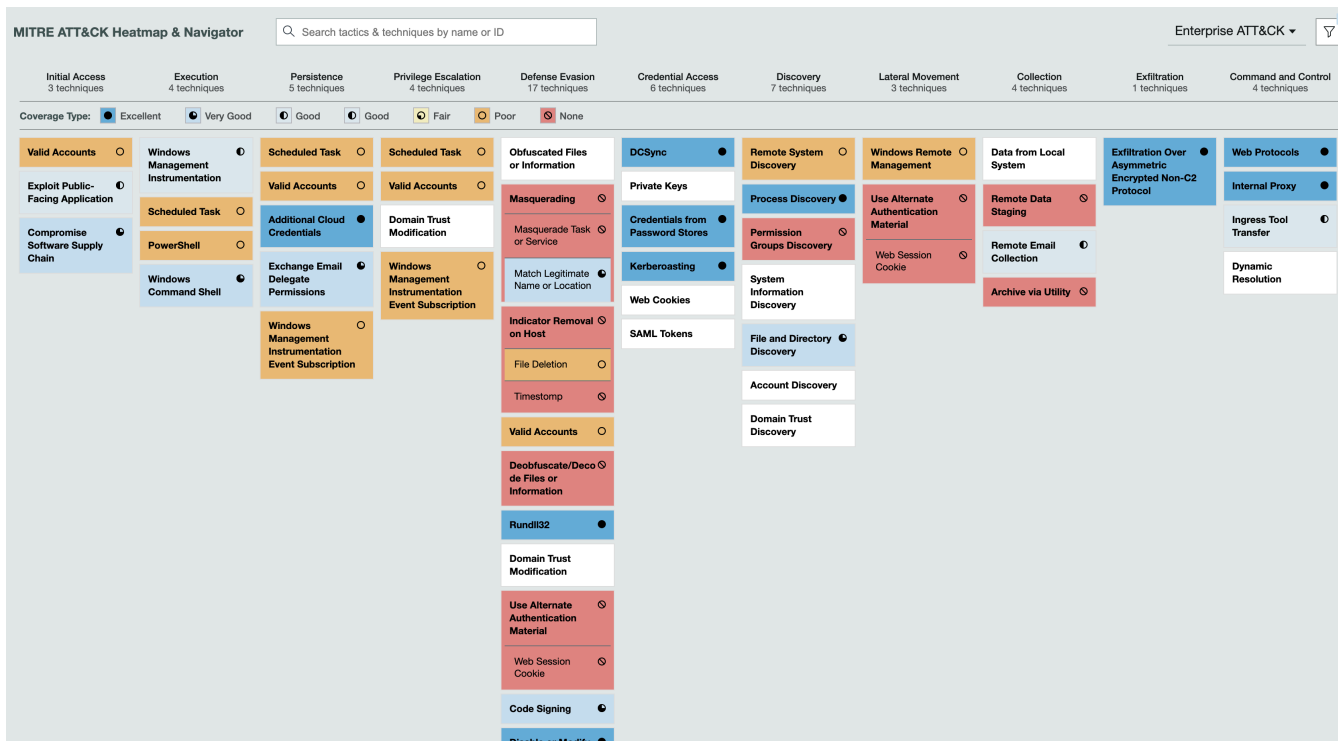 MITRE ATT&CK Heatmap & Navigator
Search tactics & techniques by name or ID
Enterprise ATT&CK
Initial Access
3 techniques
Execution
4 techniques
Persistence
5 techniques
Privilege Escalation
4 techniques
Defense Evasion
17 techniques
Credential Access
6 techniques
Discovery
7 techniques
Lateral Movement
3 techniques
Collection
4 techniques
Exfiltration
1 techniques
Command and Control
4 techniques
Coverage Type:
Excellent
Very Good
Good
Good
Fair
Poor
None
Valid Accounts
Exploit Public-
Facing Application
Compromise
Software Supply
Chain
Windows
Management
Instrumentation
Scheduled Task
PowerShell
Windows
Command Shell
Scheduled Task
Valid Accounts
Additional Cloud
Credentials
Exchange Email
Delegate
Permissions
Windows
Management
Instrumentation
Event Subscription
Scheduled Task
Valid Accounts
Domain Trust
Modification
Windows
Management
Instrumentation
Event Subscription
Obfuscated Files
or Information
Masquerading
Masquerade Task
or Service
Match Legitimate
Name or Location
Indicator Removal
on Host
File Deletion
Timestomp
Valid Accounts
Deobfuscate/Deco
de Files or
Information
Rundll32
Domain Trust
Modification
Use Alternate
Authentication
Material
Web Session
Cookie
Code Signing
DCSync
Private Keys
Credentials from
Password Stores
Kerberoasting
Web Cookies
SAML Tokens
Remote System
Discovery
Process Discovery
Permission
Groups Discovery
System
Information
Discovery
File and Directory
Discovery
Account Discovery
Domain Trust
Discovery
Windows Remote
Management
Use Alternate
Authentication
Material
Web Session
Cookie
Data from Local
System
Remote Data
Staging
Remote Email
Collection
Archive via Utility
Exfiltration Over
Asymmetric
Encrypted Non-C2
Protocol
Web Protocols
Internal Proxy
Ingress Tool
Transfer
Dynamic
Resolution